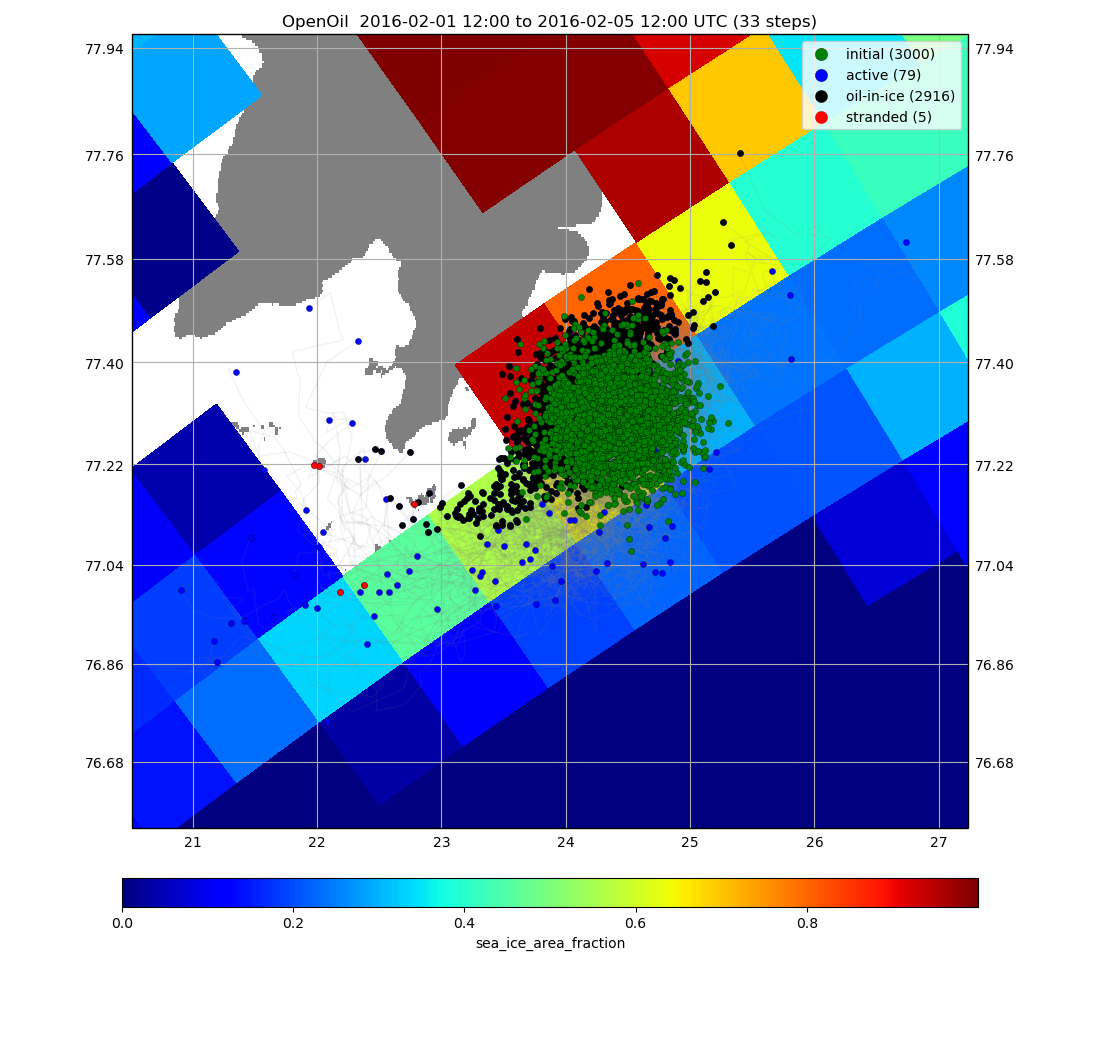 OpenOil  2016-02-01 12:00 to 2016-02-05 12:00 UTC (33 steps)
initial (3000)
active (79)
oil-in-ice (2916)
stranded (5)
77.94 77.94
77.76 77.76
77.58 77.58
77.40 77.40
77.22 77.22
77.04 77.04
76.86 76.86
76.68 76.68
21 22 23 24 25 26 27
0.0 0.2 0.4 0.6 0.8
sea_ice_area_fraction